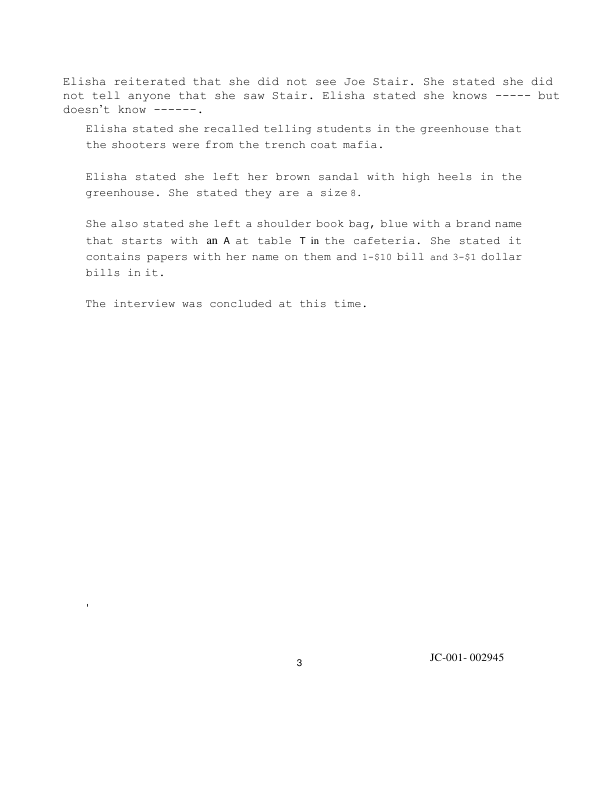 Elisha reiterated that she did not see Joe Stair. She stated she did
not tell anyone that she saw Stair. Elisha stated she knows ----- but
doesn't know ------.
Elisha stated she recalled telling students in the greenhouse that
the shooters were from the trench coat mafia.
Elisha stated she left her brown sandal with high heels in the
greenhouse. She stated they are a size 8.
She also stated she left a shoulder book bag, blue with a brand name
that starts with an A at table T in the cafeteria. She stated it
contains papers with her name on them and 1-$10 bill and 3-$1 dollar
bills in it.
The interview was concluded at this time.
'
3
JC-001- 002945